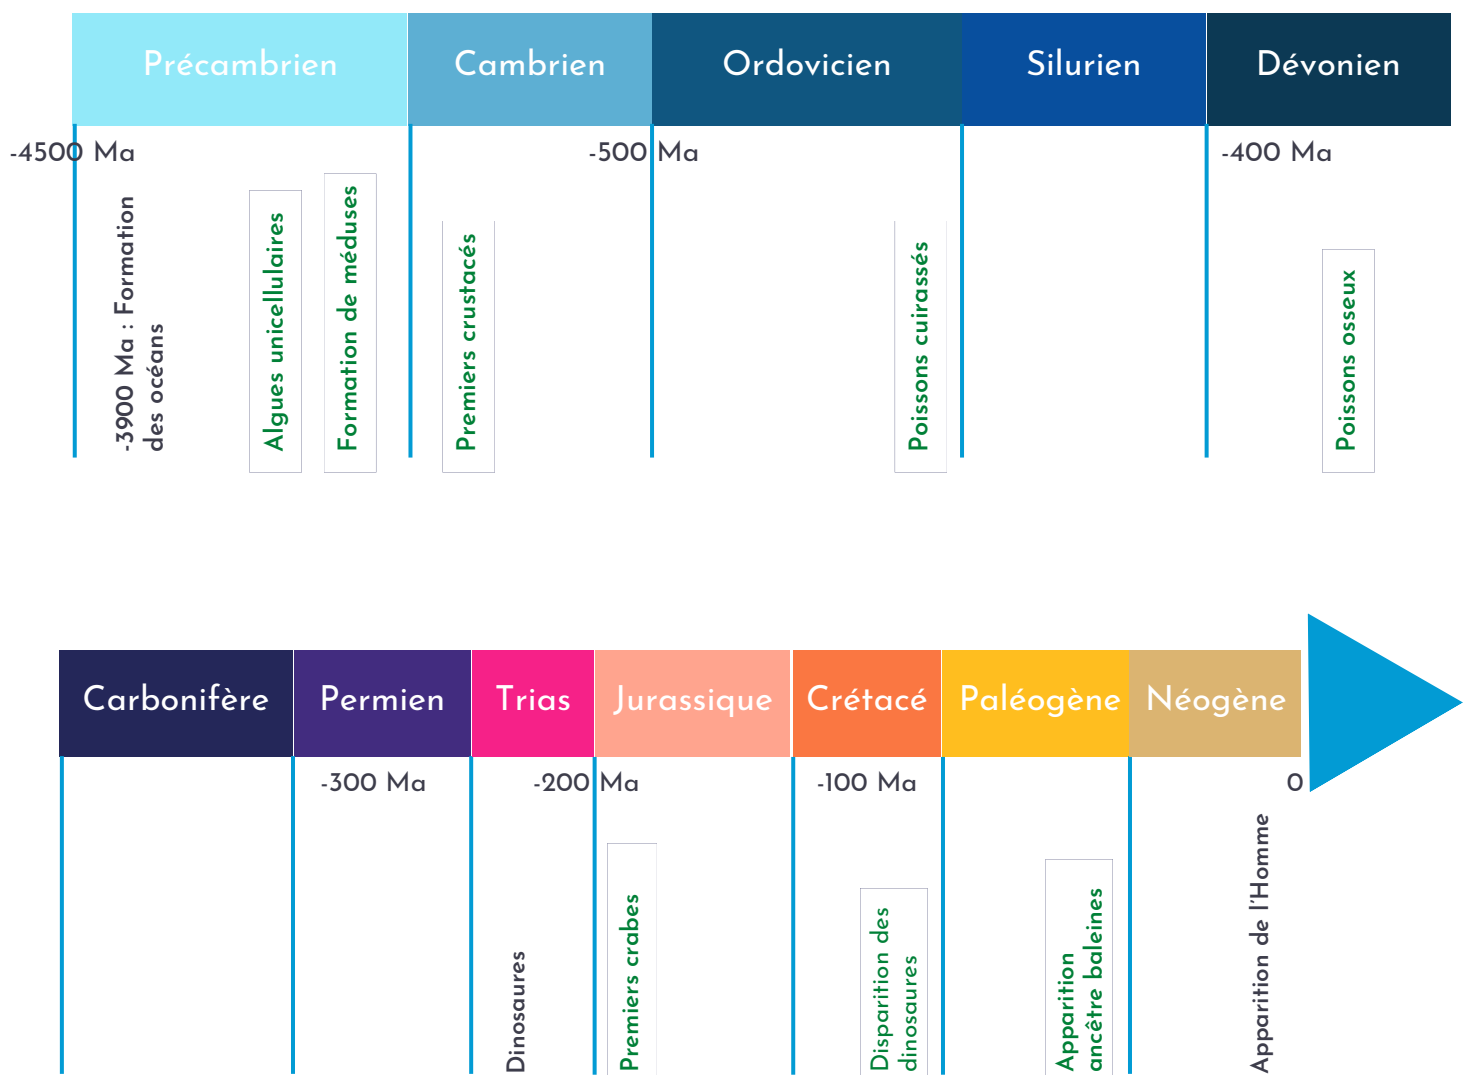 Précambrien
Cambrien
Ordovicien
Silurien
Dévonien
-4500 Ma
-500 Ma
-400 Ma
-3900 Ma : Formation
des océans
Algues unicellulaires
Formation de méduses
Premiers crustacés
Poissons cuirassés
Poissons osseux
Carbonifère
Permien
Trias
Jurassique
Crétacé
Paléogène
Néogène
-300 Ma
-200 Ma
-100 Ma
0
Dinosaures
Premiers crabes
Disparition des
dinosaures
Apparition
ancêtre baleines
Apparition de l'Homme